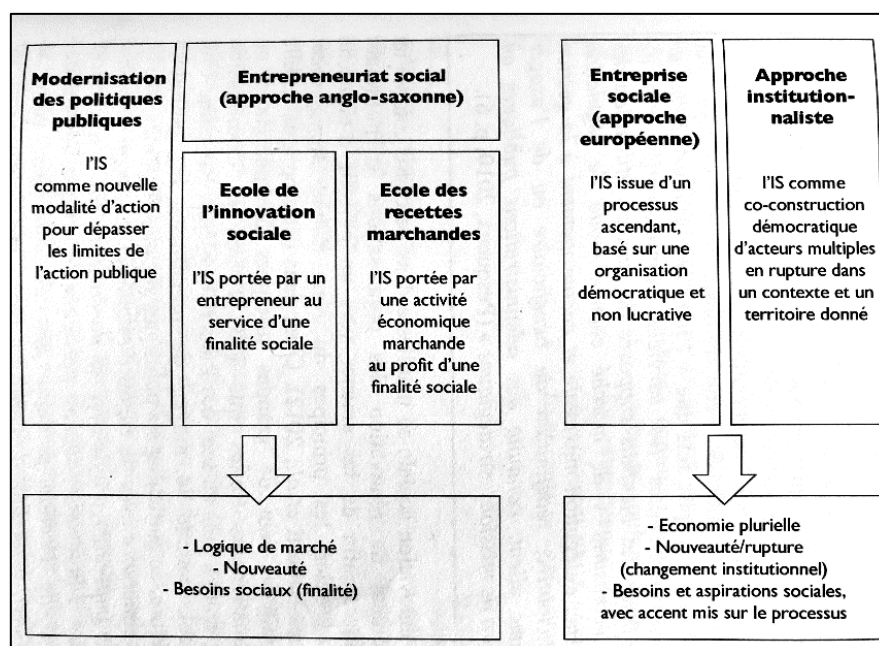 Modernisation
des politiques
publiques
l'IS
comme nouvelle
modalité d'action
pour dépasser
les limites de
l'action publique
Entrepreneuriat social
(approche anglo-saxonne)
Ecole de
l'innovation
sociale
l'IS portée par un
entrepreneur au
service d'une
finalité sociale
Ecole des
recettes
marchandes
l'IS portée par
une activité
économique
marchande
au profit d'une
finalité sociale
Entreprise
sociale
(approche
européenne)
l'IS issue d'un
processus
ascendant,
basé sur une
organisation
démocratique et
non lucrative
Approche
institution-
naliste
l'IS comme
co-construction
démocratique
d'acteurs multiples
en rupture dans
un contexte et un
territoire donné
- Logique de marché
- Nouveauté
- Besoins sociaux (finalité)
- Economie plurielle
- Nouveauté/rupture
(changement institutionnel)
- Besoins et aspirations sociales,
avec accent mis sur le processus